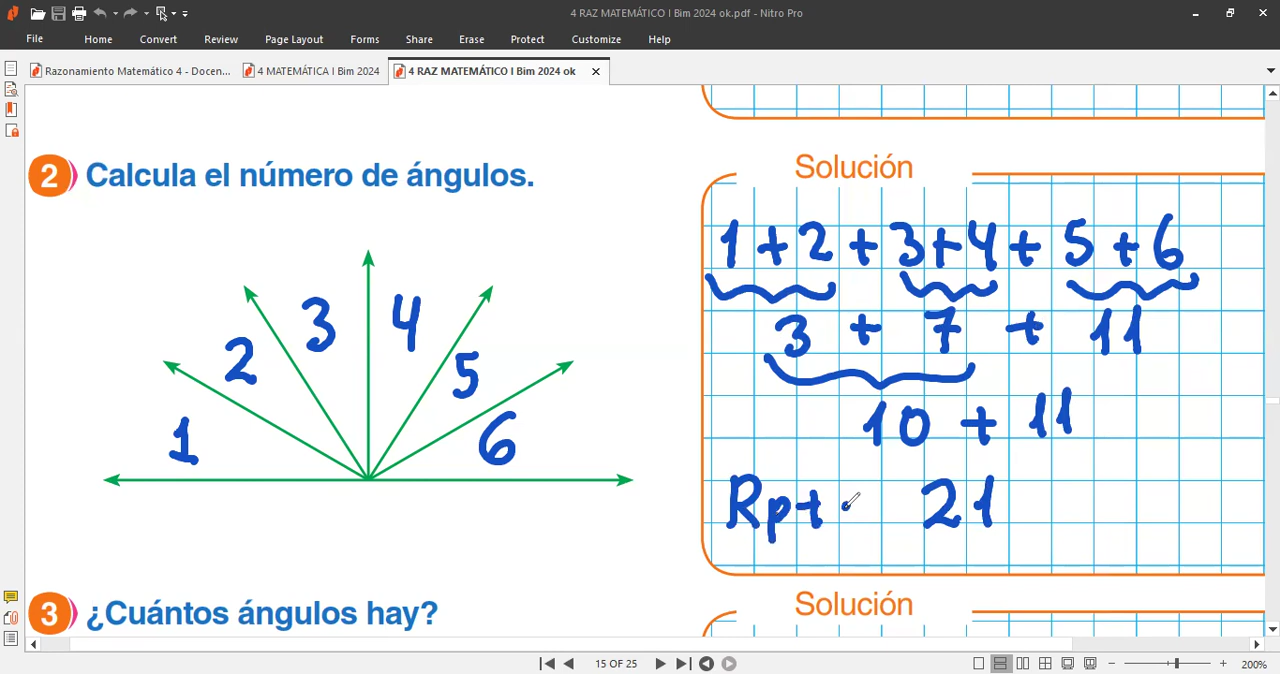 4 RAZ MATEMÁTICO I Bim 2024 ok.pdf - Nitro Pro
File Home Convert Review Page Layout Forms Share Erase Protect Customize Help
Razonamiento Matemático 4 - Docen... 4 MATEMÁTICA I Bim 2024 4 RAZ MATEMÁTICO I Bim 2024 ok
2 Calcula el número de ángulos.
1
2
3
4
5
6
Solución
1 + 2 + 3 + 4 + 5 + 6
3 + 7 + 11
10 + 11
Rpt . 21
3 ¿Cuántos ángulos hay?
Solución
15 OF 25
200%